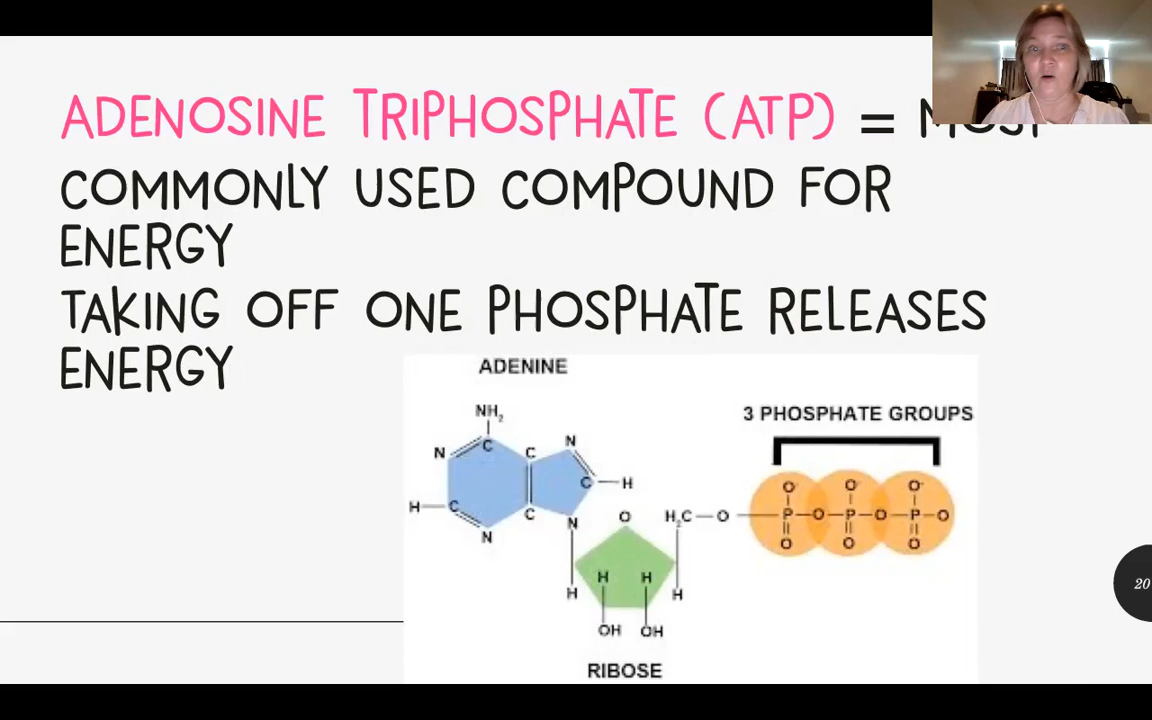 ADENOSINE TRIPHOSPHATE (ATP) = MOST
COMMONLY USED COMPOUND FOR
ENERGY
TAKING OFF ONE PHOSPHATE RELEASES
ENERGY
ADENINE
3 PHOSPHATE GROUPS
NH₂
N C C N
C H
H C
N C N
O H₂C O
O⁻ O⁻ O⁻
P O P O P O
O O O
H H H H
OH OH
RIBOSE
20